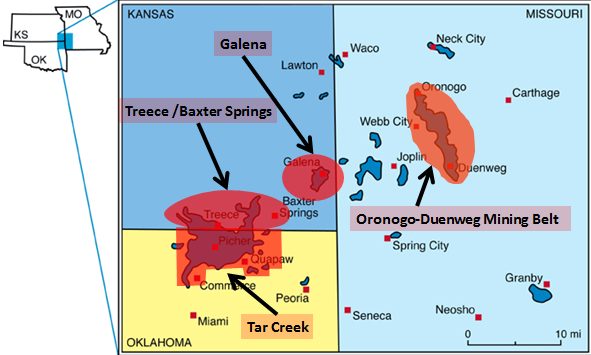 MO
KS
OK
KANSAS
MISSOURI
Galena
Neck City
Waco
Lawton
Oronogo
Treece /Baxter Springs
Carthage
Webb City
Galena
Joplin
Duenweg
Baxter
Springs
Treece
Oronogo-Duenweg Mining Belt
Picher
Spring City
Quapaw
Commerce
Peoria
Granby
Miami
Tar Creek
Seneca
Neosho
OKLAHOMA
0
10 mi